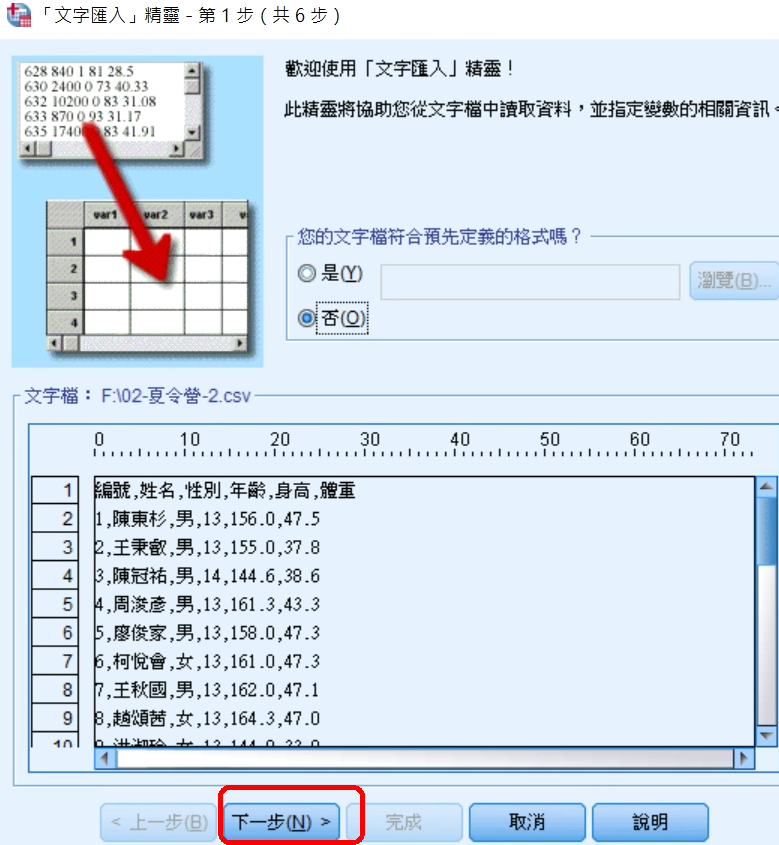 「文字匯入」精靈 - 第 1 步 ( 共 6 步 )
628 840 1 81 28.5
630 2400 0 73 40.33
632 10200 0 83 31.08
633 870 0 93 31.17
635 1740 83 41.91
var1 var2 var3
1
2
3
4
歡迎使用「文字匯入」精靈！
此精靈將協助您從文字檔中讀取資料，並指定變數的相關資訊。
您的文字檔符合預先定義的格式嗎？
是(Y)
瀏覽(B)...
否(O)
文字檔： F:\02-夏令營-2.csv
0 10 20 30 40 50 60 70
1 編號,姓名,性別,年齡,身高,體重
2 1,陳東杉,男,13,156.0,47.5
3 2,王秉叡,男,13,155.0,37.8
4 3,陳冠祐,男,14,144.6,38.6
5 4,周浚彥,男,13,161.3,43.3
6 5,廖俊家,男,13,158.0,47.3
7 6,柯悅會,女,13,161.0,47.3
8 7,王秋國,男,13,162.0,47.1
9 8,趙頌茜,女,13,164.3,47.0
10
< 上一步(B) 下一步(N) > 完成 取消 說明